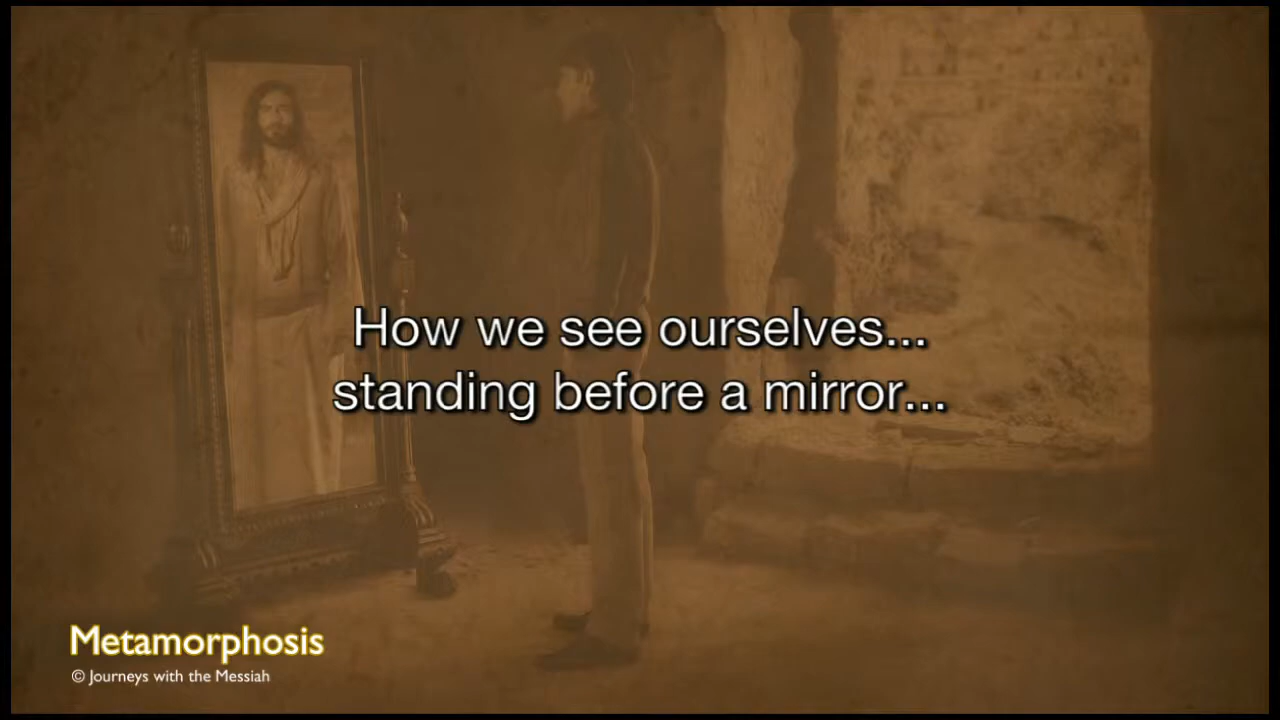 How we see ourselves...
standing before a mirror...
Metamorphosis
© Journeys with the Messiah